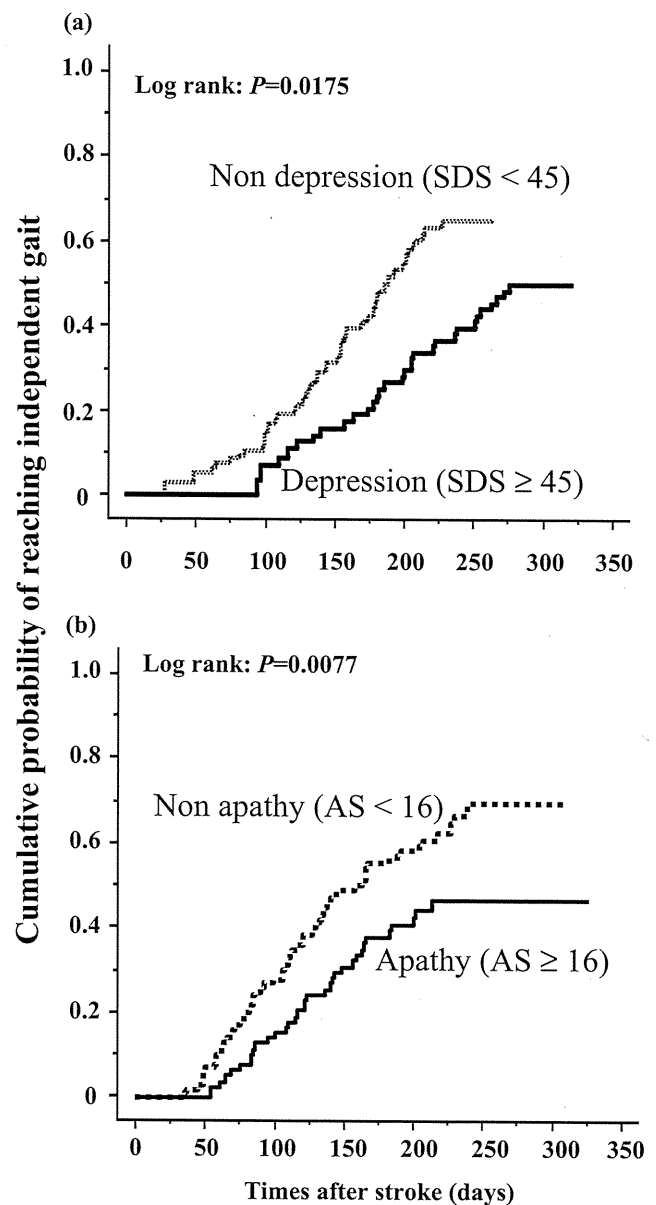 (a)
Cumulative probability of reaching independent gait
1.0
Log rank: P=0.0175
0.8
Non depression (SDS < 45)
0.6
0.4
0.2
Depression (SDS ≥ 45)
0
0 50 100 150 200 250 300 350
(b)
Log rank: P=0.0077
1.0
0.8
Non apathy (AS < 16)
0.6
0.4
Apathy (AS ≥ 16)
0.2
0
0 50 100 150 200 250 300 350
Times after stroke (days)